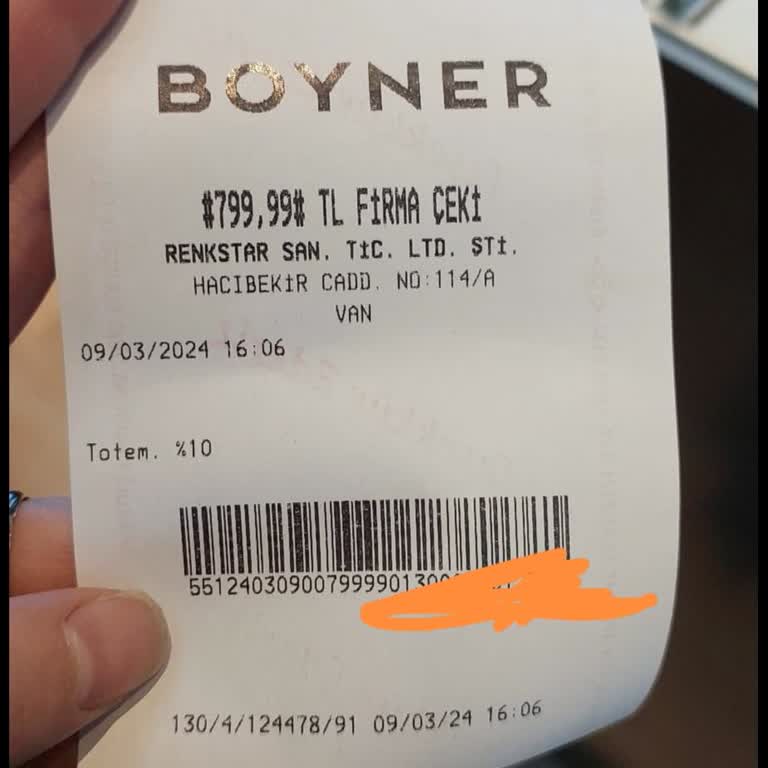 BOYNER
#799,99# TL FİRMA ÇEKİ
RENKSTAR SAN. TİC. LTD. ŞTİ.
HACIBEKİR CADD. NO:114/A
VAN
09/03/2024 16:06
Totem. %10
551240309007999901300
130/4/124478/91 09/03/24 16:06